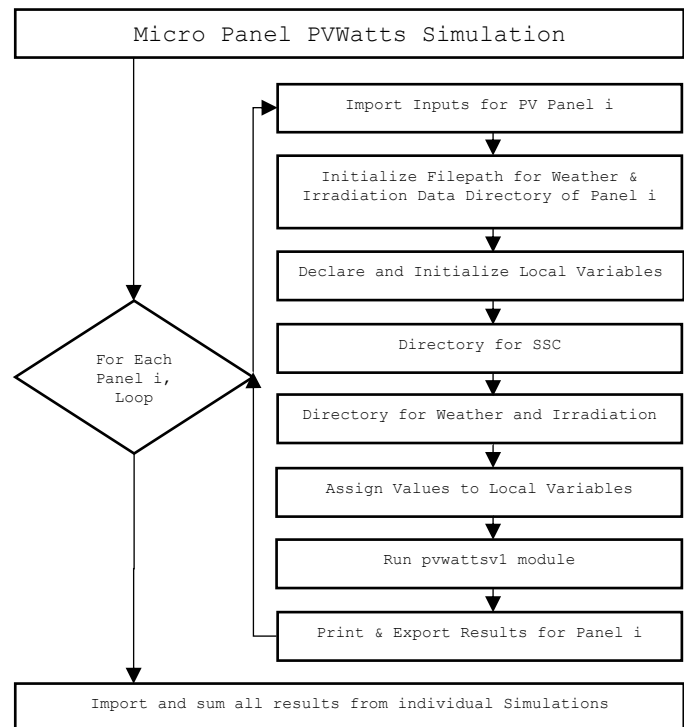 Micro Panel PVWatts Simulation
Import Inputs for PV Panel i
Initialize Filepath for Weather &
Irradiation Data Directory of Panel i
Declare and Initialize Local Variables
Directory for SSC
For Each
Panel i,
Loop
Directory for Weather and Irradiation
Assign Values to Local Variables
Run pvwattsv1 module
Print & Export Results for Panel i
Import and sum all results from individual Simulations